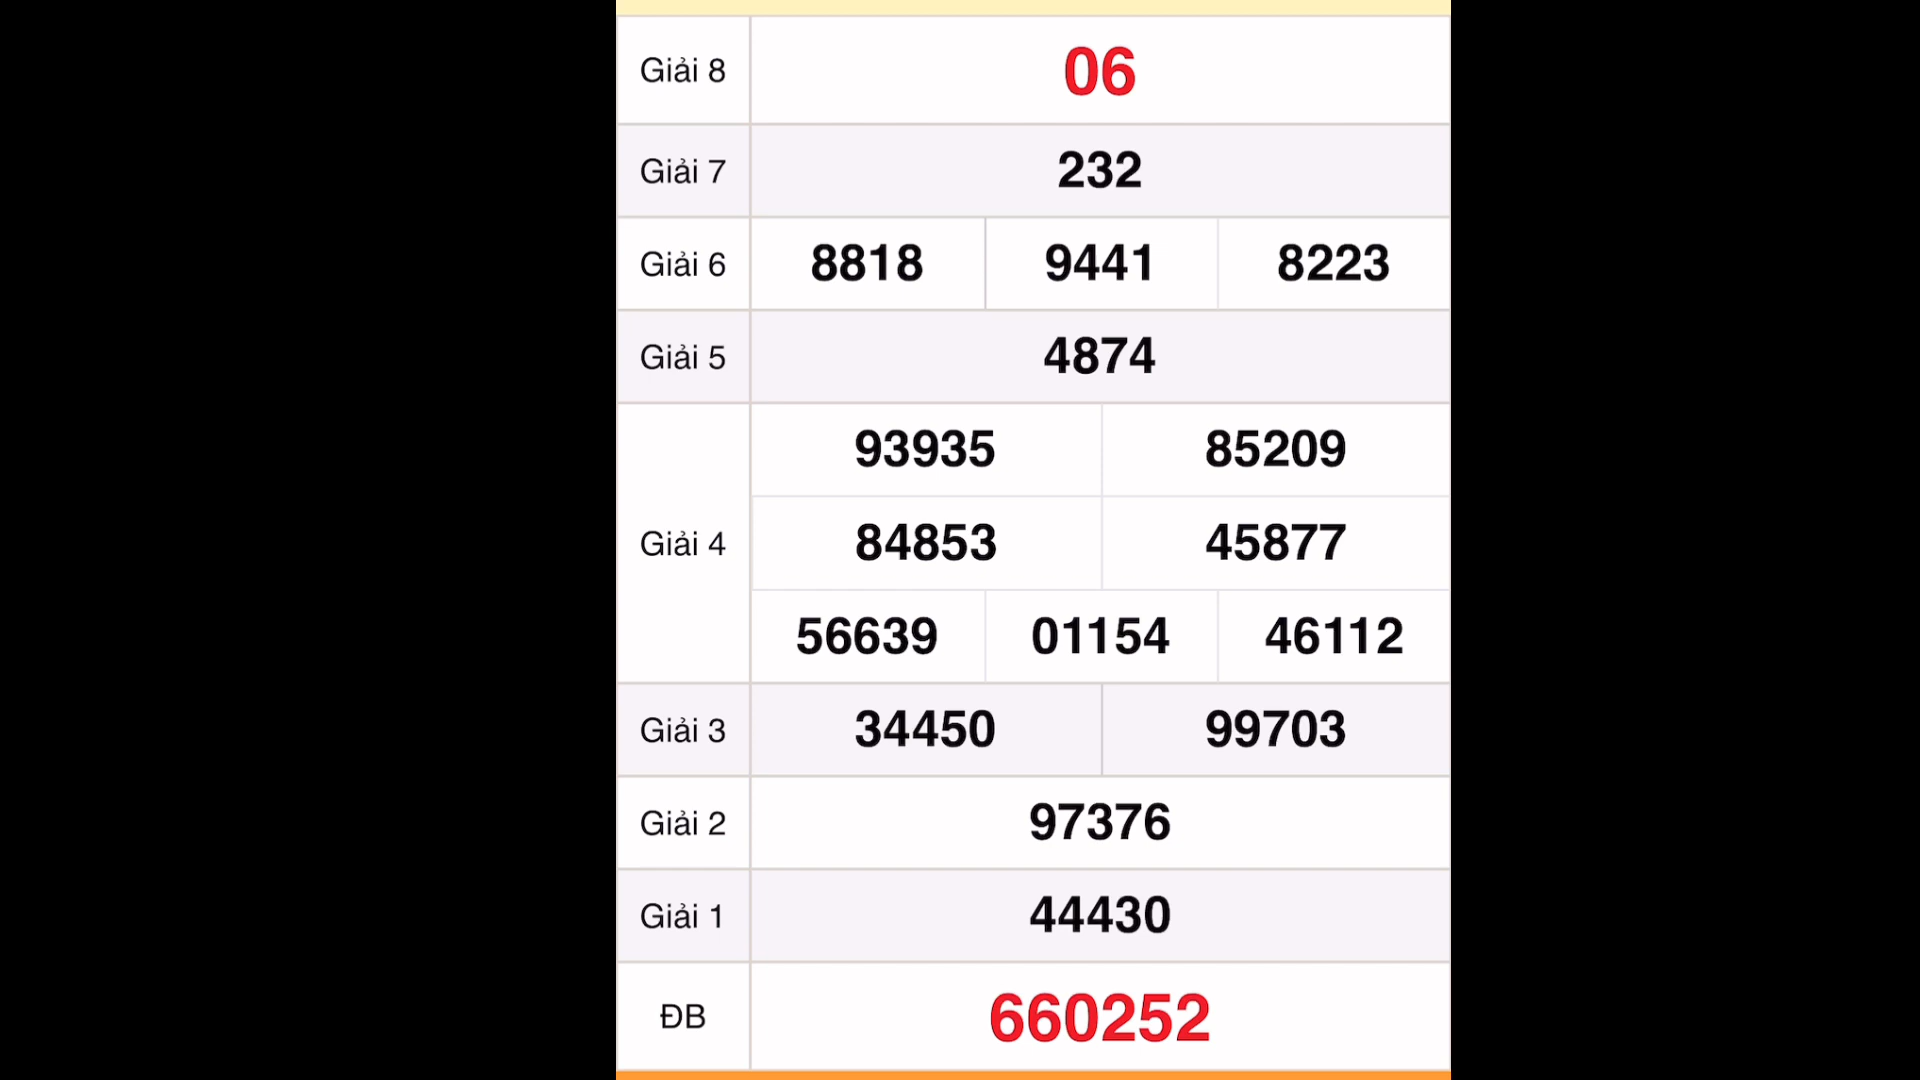 Giải 8 06
Giải 7 232
Giải 6 8818 9441 8223
Giải 5 4874
93935 85209
Giải 4 84853 45877
56639 01154 46112
Giải 3 34450 99703
Giải 2 97376
Giải 1 44430
ĐB 660252